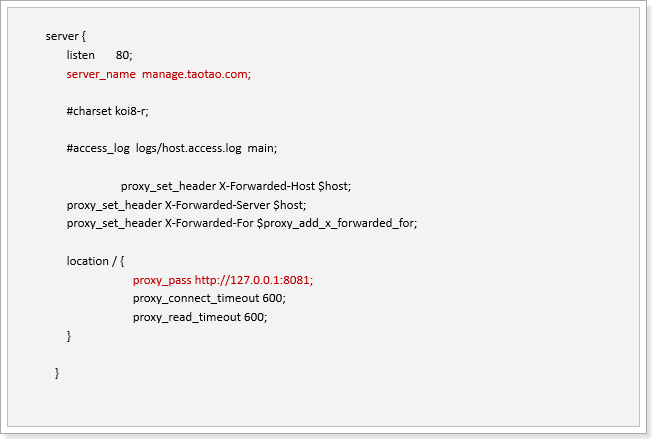 server {
listen 80;
server_name manage.taotao.com;
#charset koi8-r;
#access_log logs/host.access.log main;
proxy_set_header X-Forwarded-Host $host;
proxy_set_header X-Forwarded-Server $host;
proxy_set_header X-Forwarded-For $proxy_add_x_forwarded_for;
location / {
proxy_pass http://127.0.0.1:8081;
proxy_connect_timeout 600;
proxy_read_timeout 600;
}
}